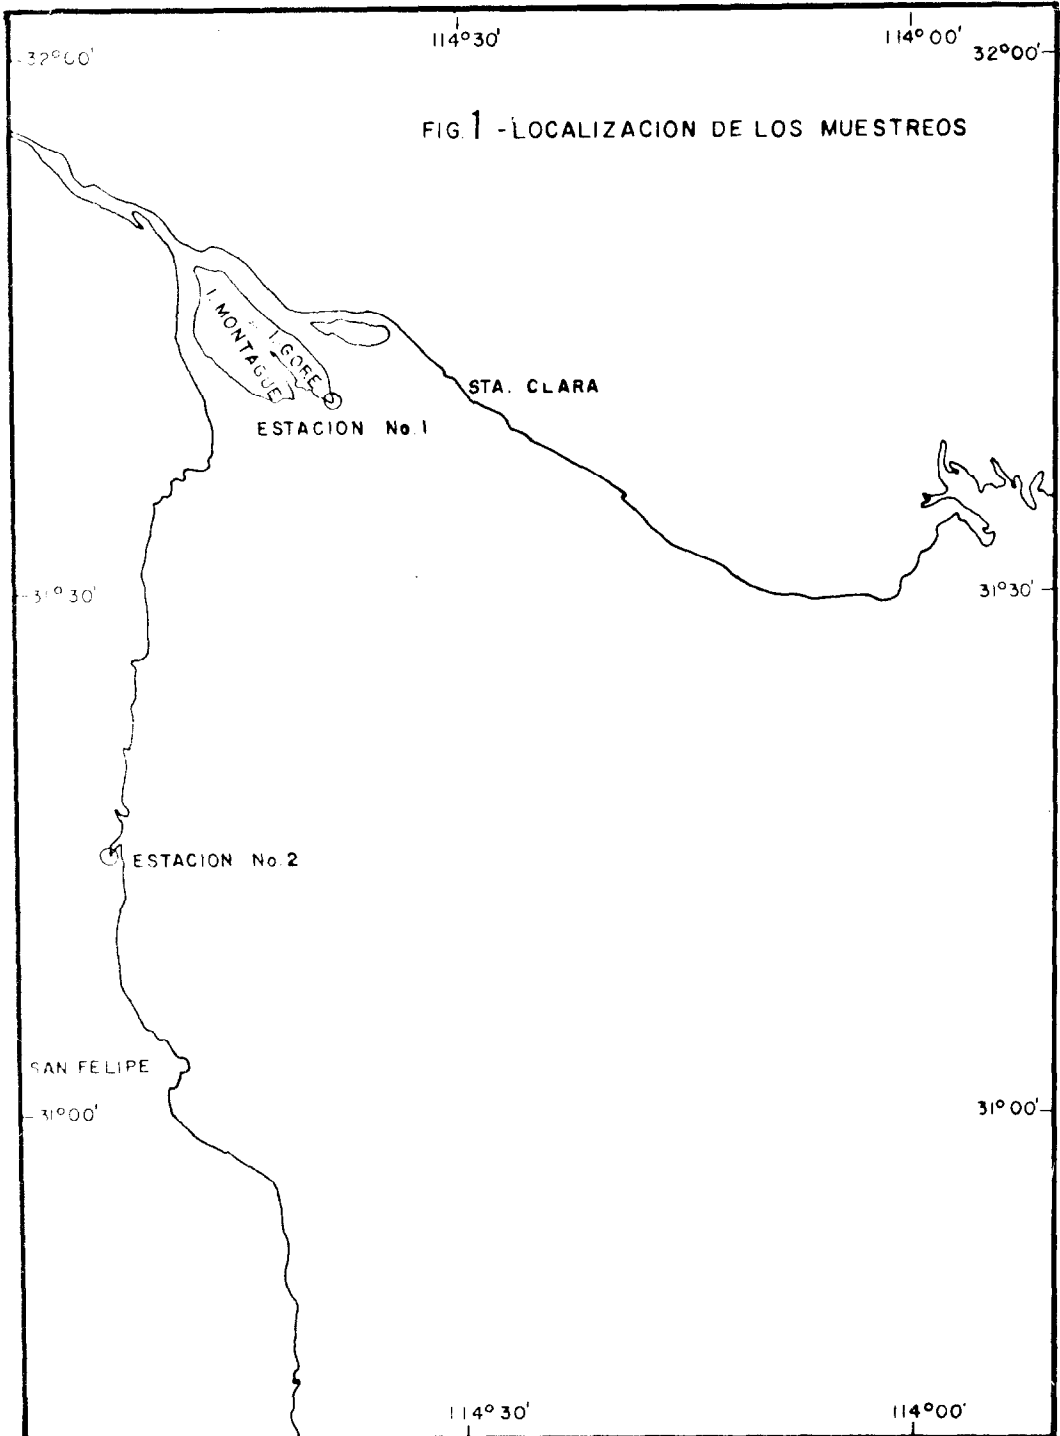 114°30'
114°00'
32°00'
32°00'
FIG. 1 - LOCALIZACION DE LOS MUESTREOS
I. MONTAGUE
I. GORE
STA. CLARA
ESTACION No. 1
31°30'
31°30'
ESTACION No. 2
SAN FELIPE
31°00'
31°00'
114°30'
114°00'